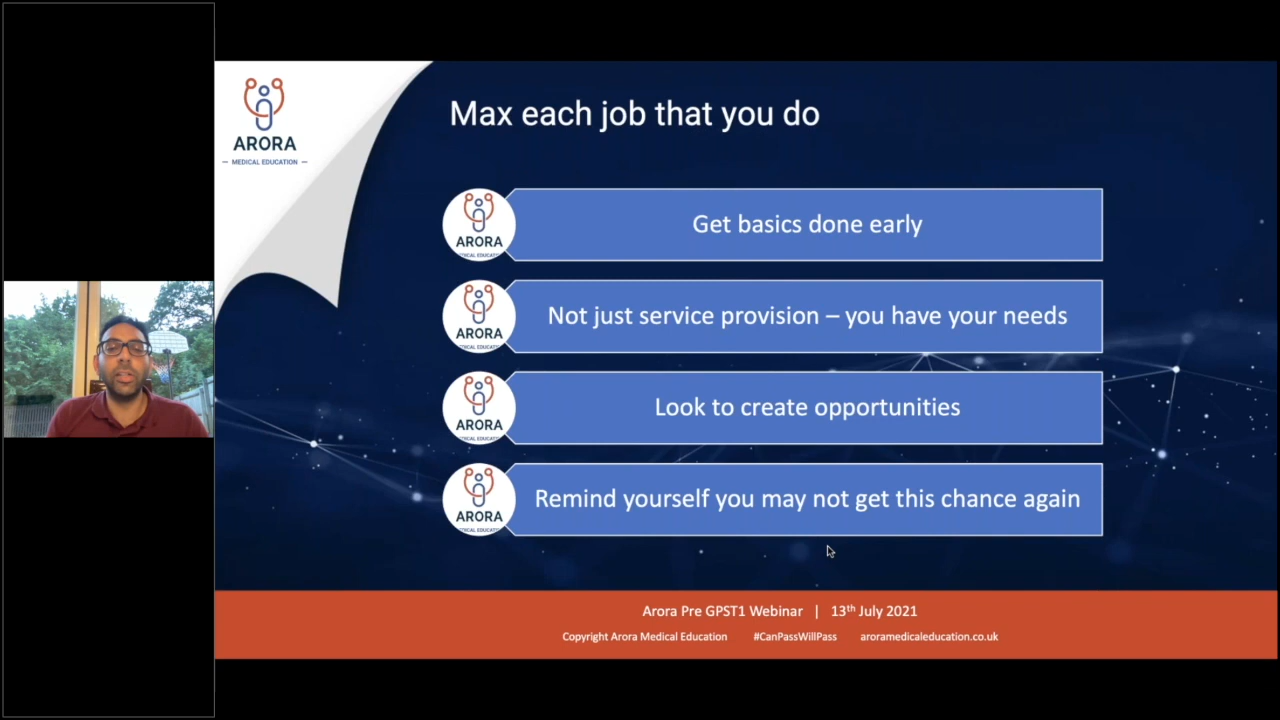 ARORA
MEDICAL EDUCATION
Max each job that you do
ARORA
Get basics done early
ARORA
Not just service provision – you have your needs
ARORA
Look to create opportunities
ARORA
Remind yourself you may not get this chance again
Arora Pre GPST1 Webinar | 13th July 2021
Copyright Arora Medical Education #CanPassWillPass aroramedicaleducation.co.uk